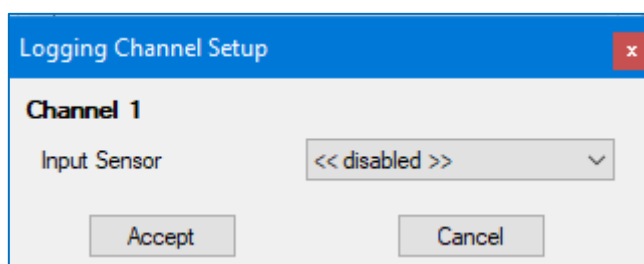 Logging Channel Setup
x
Channel 1
Input Sensor << disabled >>
Accept Cancel